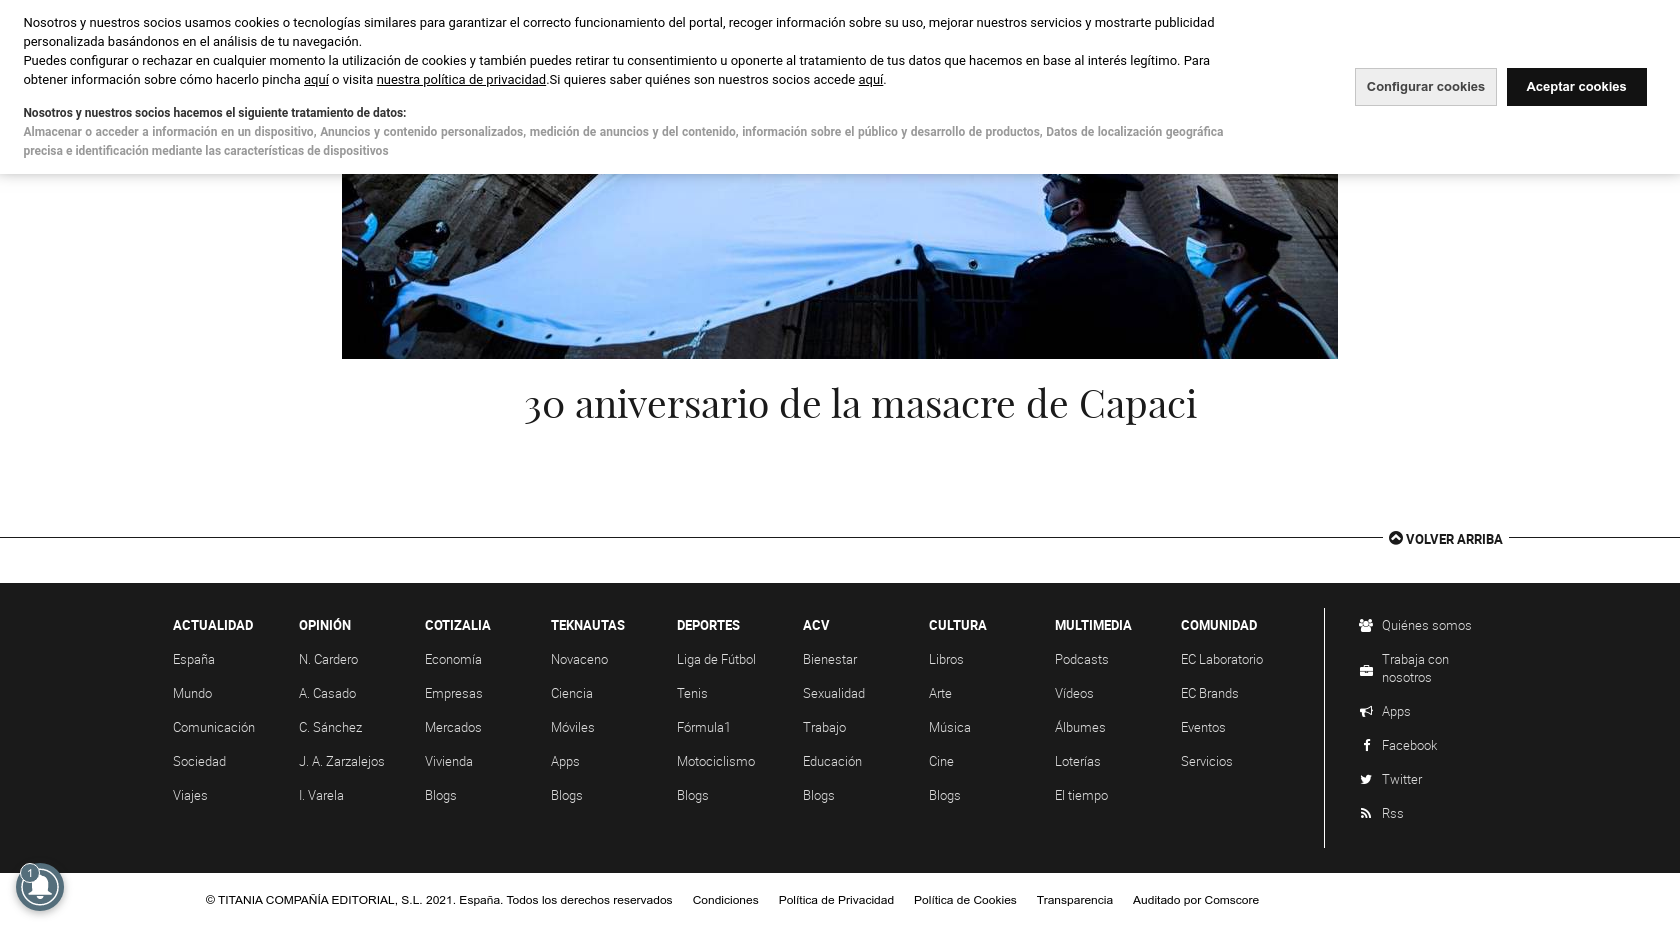 Nosotros y nuestros socios usamos cookies o tecnologías similares para garantizar el correcto funcionamiento del portal, recoger información sobre su uso, mejorar nuestros servicios y mostrarte publicidad
personalizada basándonos en el análisis de tu navegación.
Puedes configurar o rechazar en cualquier momento la utilización de cookies y también puedes retirar tu consentimiento u oponerte al tratamiento de tus datos que hacemos en base al interés legítimo. Para
obtener información sobre cómo hacerlo pincha aquí o visita nuestra política de privacidad.Si quieres saber quiénes son nuestros socios accede aquí.
Nosotros y nuestros socios hacemos el siguiente tratamiento de datos:
Almacenar o acceder a información en un dispositivo, Anuncios y contenido personalizados, medición de anuncios y del contenido, información sobre el público y desarrollo de productos, Datos de localización geográfica
precisa e identificación mediante las características de dispositivos
Configurar cookies
Aceptar cookies
30 aniversario de la masacre de Capaci
VOLVER ARRIBA
ACTUALIDAD
España
Mundo
Comunicación
Sociedad
Viajes
OPINIÓN
N. Cardero
A. Casado
C. Sánchez
J. A. Zarzalejos
I. Varela
COTIZALIA
Economía
Empresas
Mercados
Vivienda
Blogs
TEKNAUTAS
Novaceno
Ciencia
Móviles
Apps
Blogs
DEPORTES
Liga de Fútbol
Tenis
Fórmula1
Motociclismo
Blogs
ACV
Bienestar
Sexualidad
Trabajo
Educación
Blogs
CULTURA
Libros
Arte
Música
Cine
Blogs
MULTIMEDIA
Podcasts
Vídeos
Álbumes
Loterías
El tiempo
COMUNIDAD
EC Laboratorio
EC Brands
Eventos
Servicios
Quiénes somos
Trabaja con
nosotros
Apps
Facebook
Twitter
Rss
1
© TITANIA COMPAÑÍA EDITORIAL, S.L. 2021. España. Todos los derechos reservados
Condiciones
Política de Privacidad
Política de Cookies
Transparencia
Auditado por Comscore